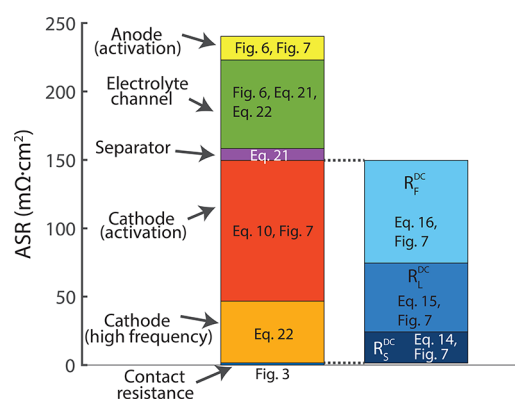 250
200
150
100
50
0
ASR (mΩ·cm²)
Anode
(activation)
Electrolyte
channel
Separator
Cathode
(activation)
Cathode
(high frequency)
Contact
resistance
Fig. 6, Fig. 7
Fig. 6, Eq. 21,
Eq. 22
Eq. 21
Eq. 10, Fig. 7
Eq. 22
Fig. 3
R_F^DC
Eq. 16,
Fig. 7
R_L^DC
Eq. 15,
Fig. 7
R_S^DC
Eq. 14,
Fig. 7